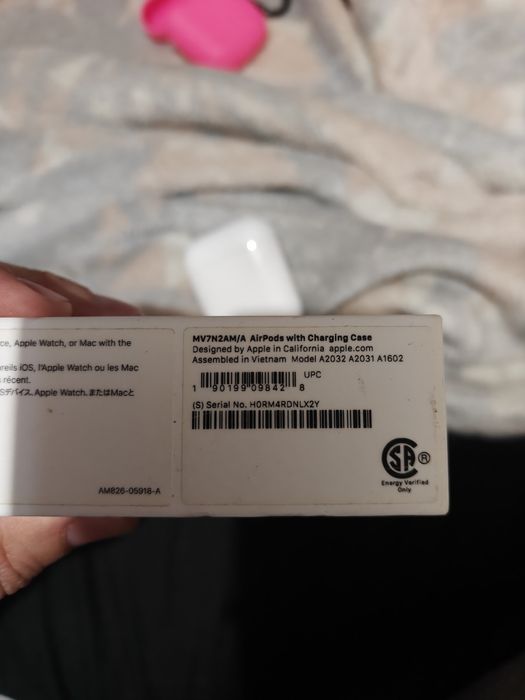 ce, Apple Watch, or Mac with the
reils iOS, l'Apple Watch ou les Mac
s récent.
Sデバイス、Apple Watch、またはMacと
AM826-05918-A
MV7N2AM/A AirPods with Charging Case
Designed by Apple in California apple.com
Assembled in Vietnam Model A2032 A2031 A1602
UPC
1 90199 09842 8
(S) Serial No. H0RM4RDNLX2Y
SA ®
Energy Verified
Only